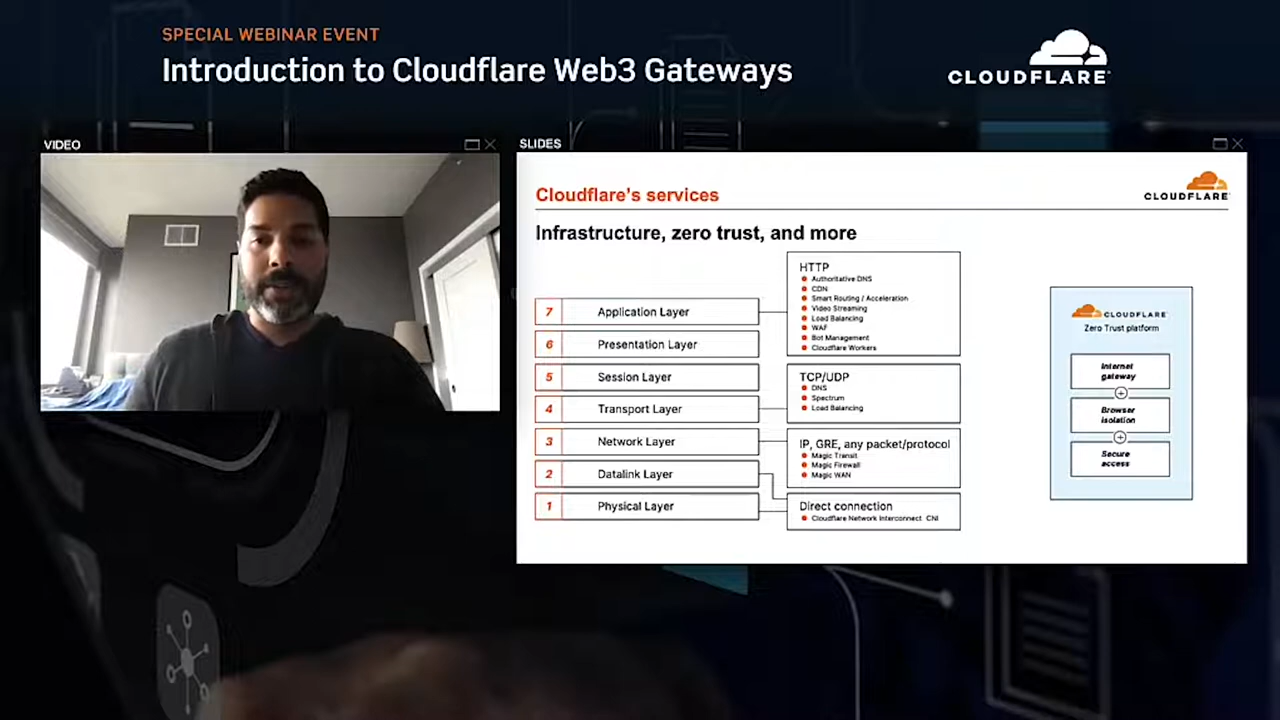 SPECIAL WEBINAR EVENT
Introduction to Cloudflare Web3 Gateways
CLOUDFLARE
VIDEO
SLIDES
Cloudflare's services
CLOUDFLARE
Infrastructure, zero trust, and more
7 Application Layer
6 Presentation Layer
5 Session Layer
4 Transport Layer
3 Network Layer
2 Datalink Layer
1 Physical Layer
HTTP
Authoritative DNS
CDN
Smart Routing / Acceleration
Video Streaming
Load Balancing
WAF
Bot Management
Cloudflare Workers
TCP/UDP
DNS
Spectrum
Load Balancing
IP, GRE, any packet/protocol
Magic Transit
Magic Firewall
Magic WAN
Direct connection
Cloudflare Network Interconnect CNI
CLOUDFLARE
Zero Trust platform
Internet
gateway
Browser
isolation
Secure
access